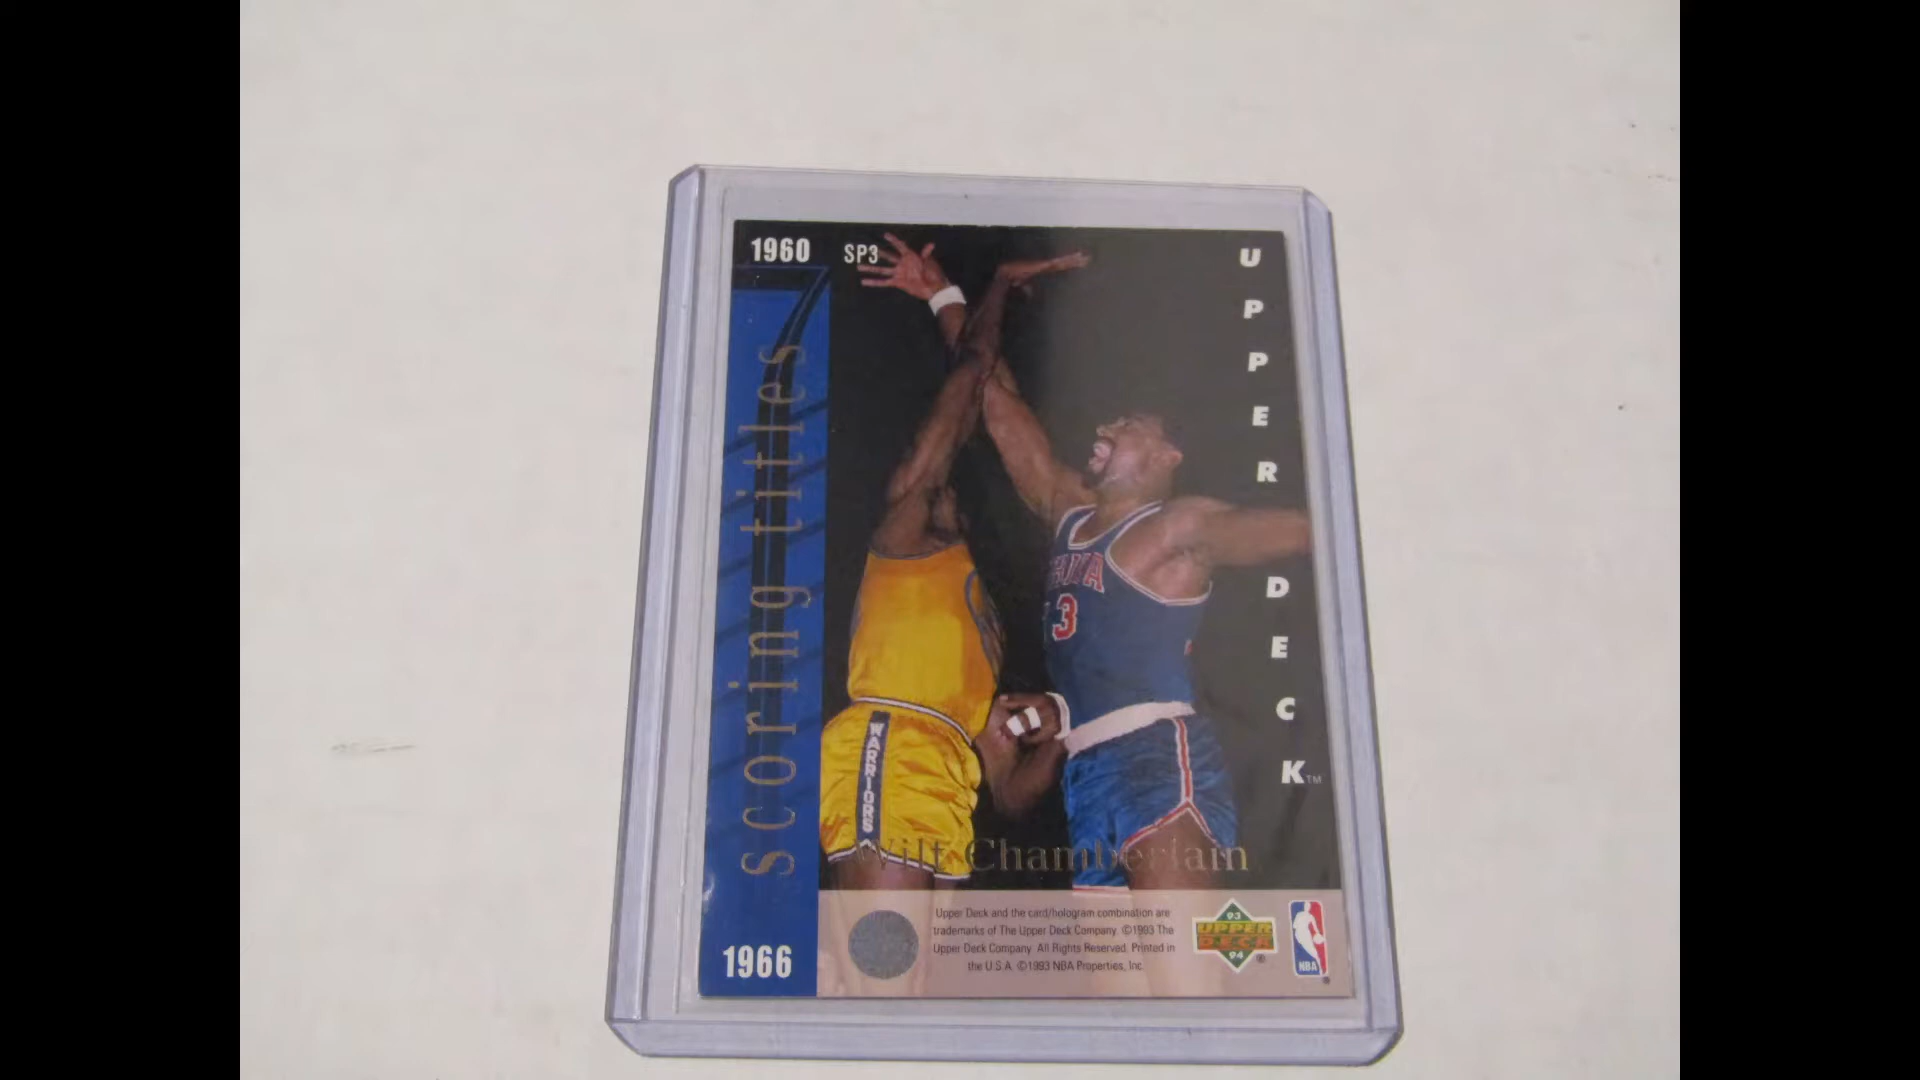 1960
SP3
UPPER DECK™
scoring titles
WARRIORS
3
Wilt Chamberlain
1966
Upper Deck and the card/hologram combination are
trademarks of The Upper Deck Company. ©1993 The
Upper Deck Company. All Rights Reserved. Printed in
the U.S.A. ©1993 NBA Properties, Inc.
93
UPPER
DECK
94
®
NBA
®